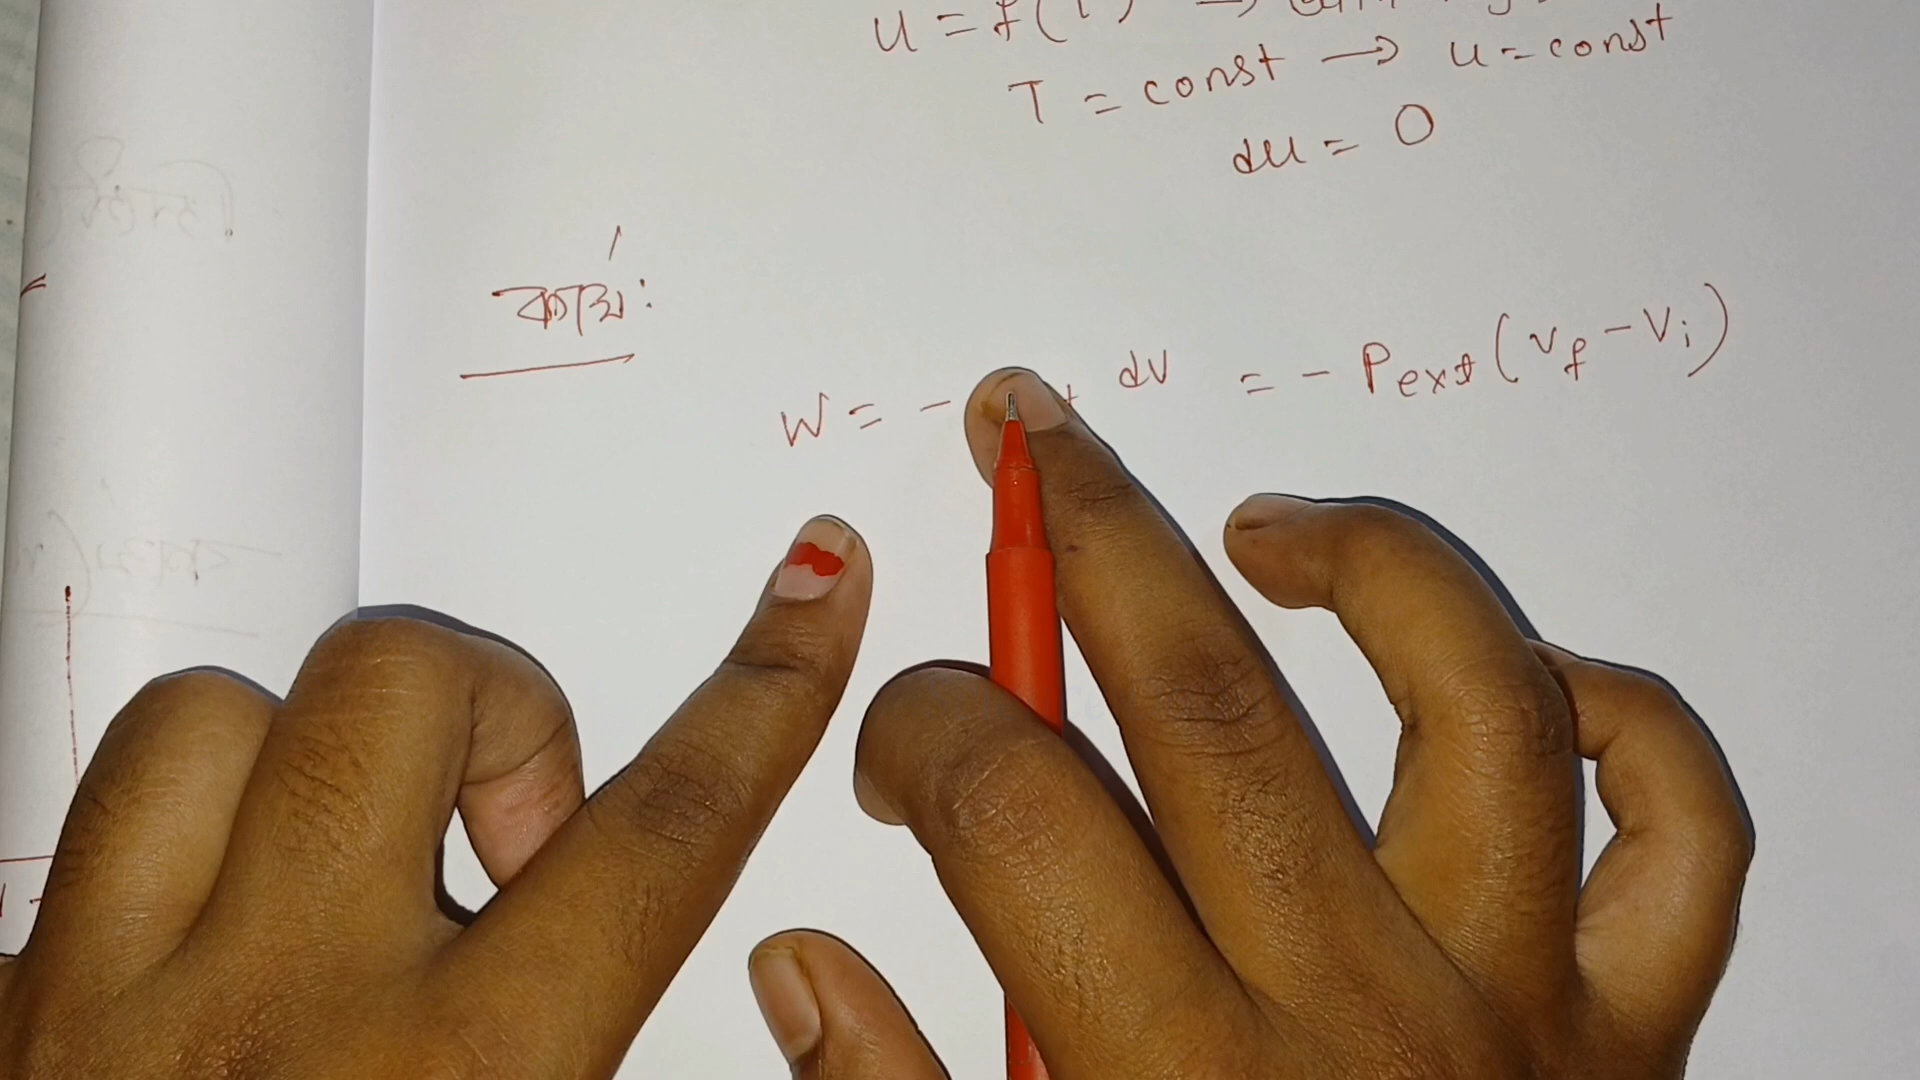 U = f(T) →
T = const → u = const
du = 0
কার্য:
W = - dV = - Pext (Vf - Vi)